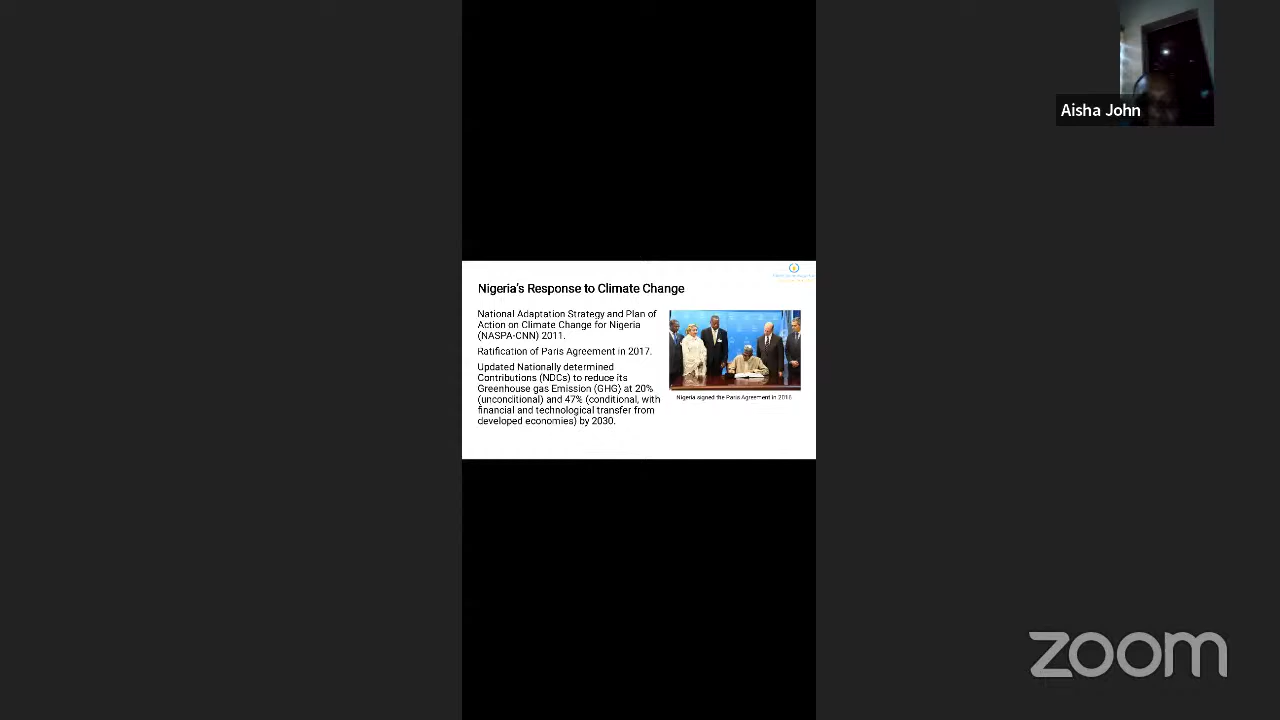 Aisha John
Nigeria's Response to Climate Change
National Adaptation Strategy and Plan of
Action on Climate Change for Nigeria
(NASPA-CNN) 2011.
Ratification of Paris Agreement in 2017.
Updated Nationally determined
Contributions (NDCs) to reduce its
Greenhouse gas Emission (GHG) at 20%
(unconditional) and 47% (conditional, with
financial and technological transfer from
developed economies) by 2030.
Nigeria signed the Paris Agreement in 2016
zoom